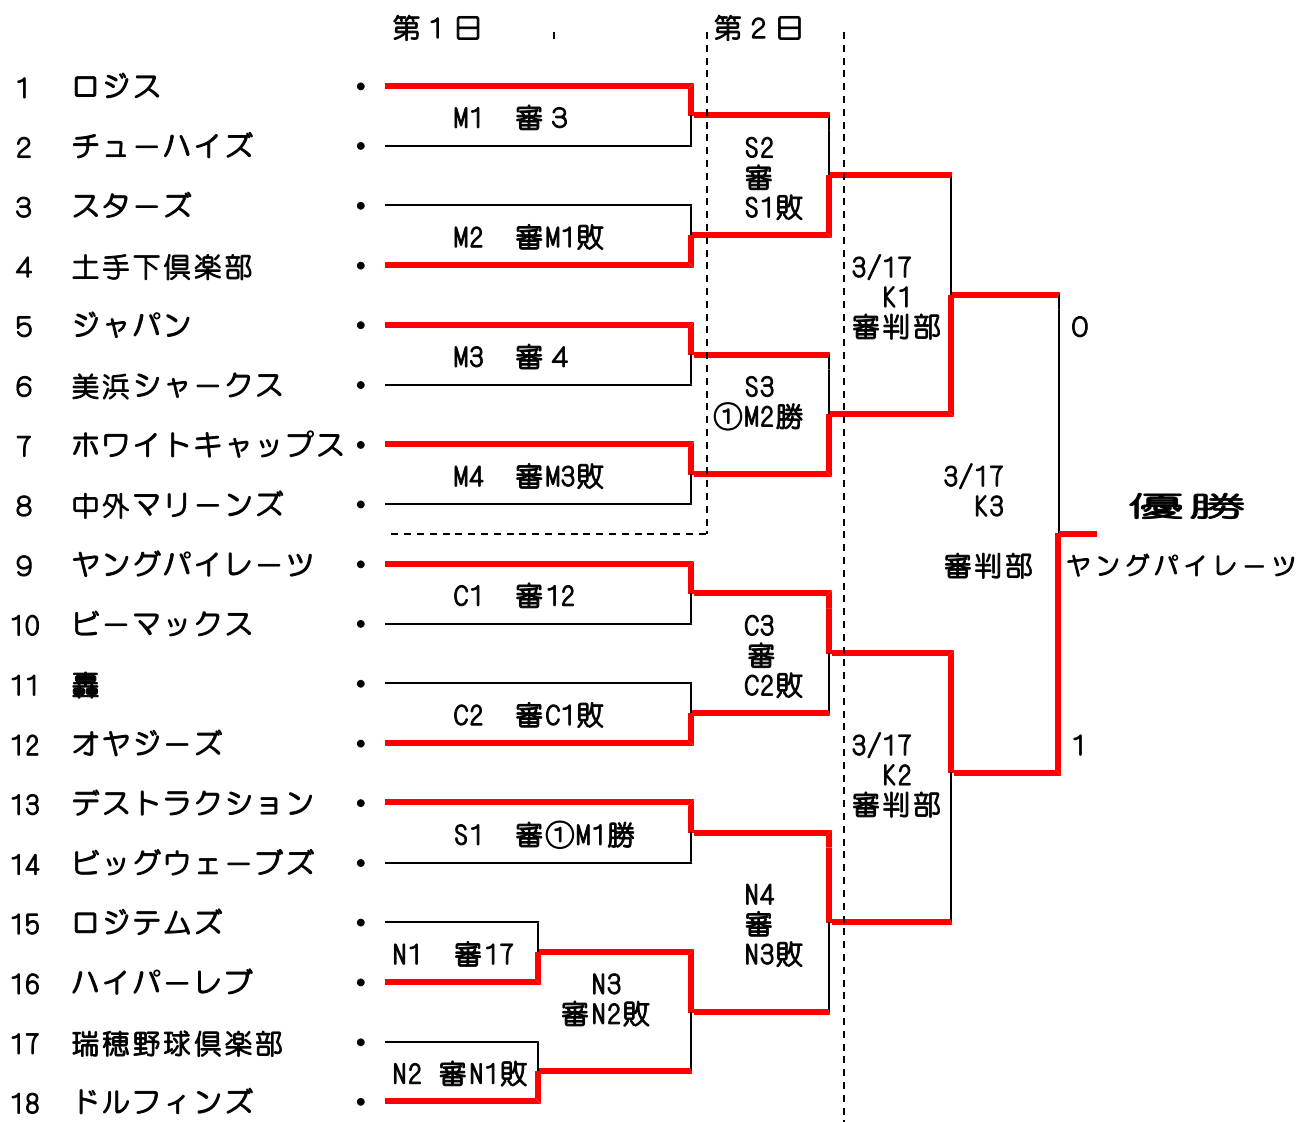 第１日 第２日
1 ロジス
M1 審３
2 チューハイズ
S2
審
S1敗
3 スターズ
M2 審M1敗
4 土手下倶楽部
3/17
K1
審判部
5 ジャパン
0
M3 審４
6 美浜シャークス
S3
①M2勝
7 ホワイトキャップス
M4 審M3敗
8 中外マリーンズ
3/17
K3
審判部
優勝
ヤングパイレーツ
9 ヤングパイレーツ
C1 審12
10 ビーマックス
C3
審
C2敗
11 轟
C2 審C1敗
12 オヤジーズ
3/17
K2
審判部
1
13 デストラクション
S1 審①M1勝
14 ビッグウェーブズ
N4
審
N3敗
15 ロジテムズ
N1 審17
16 ハイパーレブ
N3
審N2敗
17 瑞穂野球倶楽部
N2 審N1敗
18 ドルフィンズ